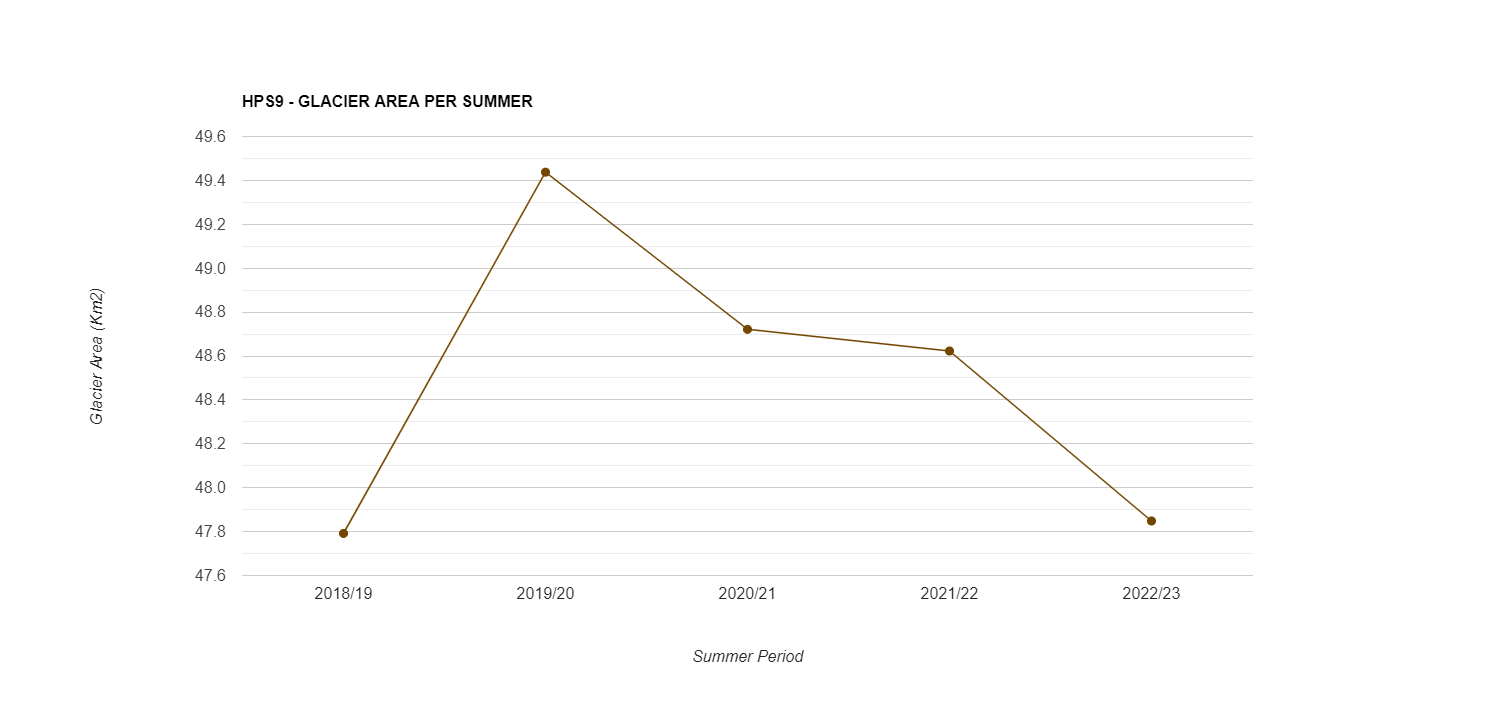 HPS9 - GLACIER AREA PER SUMMER
49.6
49.4
49.2
49.0
48.8
48.6
48.4
48.2
48.0
47.8
47.6
Glacier Area (Km2)
2018/19 2019/20 2020/21 2021/22 2022/23
Summer Period